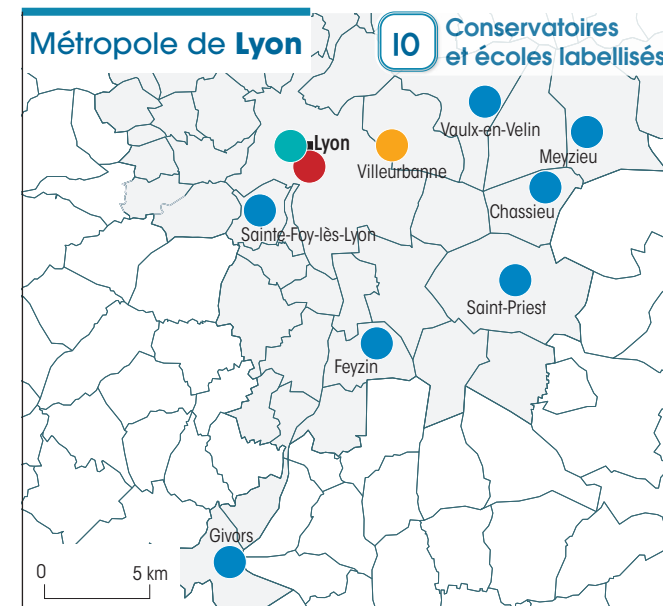 Métropole de Lyon
10
Conservatoires
et écoles labellisés
Vaulx-en-Velin
Lyon
Meyzieu
Villeurbanne
Chassieu
Sainte-Foy-lès-Lyon
Saint-Priest
Feyzin
Givors
0 5 km